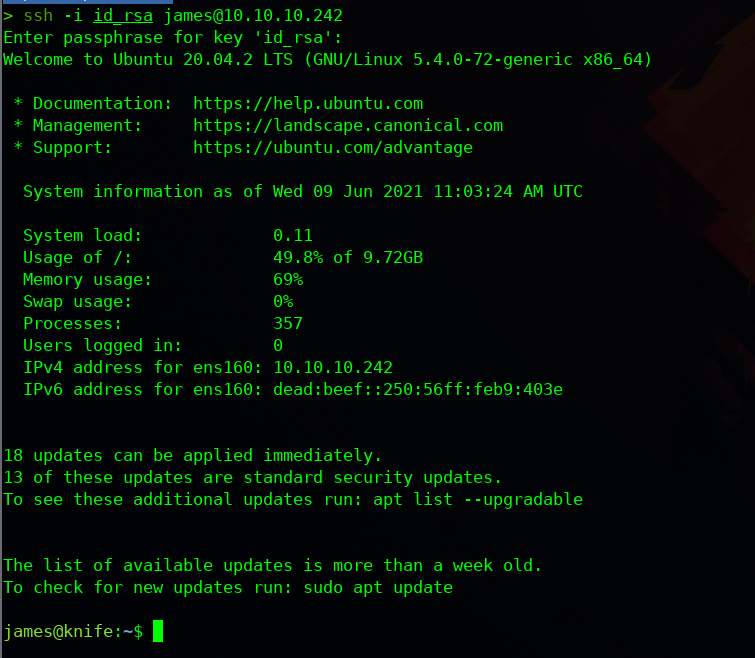 > ssh -i id_rsa james@10.10.10.242
Enter passphrase for key 'id_rsa':
Welcome to Ubuntu 20.04.2 LTS (GNU/Linux 5.4.0-72-generic x86_64)
* Documentation:  https://help.ubuntu.com
* Management:     https://landscape.canonical.com
* Support:        https://ubuntu.com/advantage
System information as of Wed 09 Jun 2021 11:03:24 AM UTC
System load:             0.11
Usage of /:              49.8% of 9.72GB
Memory usage:            69%
Swap usage:              0%
Processes:               357
Users logged in:         0
IPv4 address for ens160: 10.10.10.242
IPv6 address for ens160: dead:beef::250:56ff:feb9:403e
18 updates can be applied immediately.
13 of these updates are standard security updates.
To see these additional updates run: apt list --upgradable
The list of available updates is more than a week old.
To check for new updates run: sudo apt update
james@knife:~$